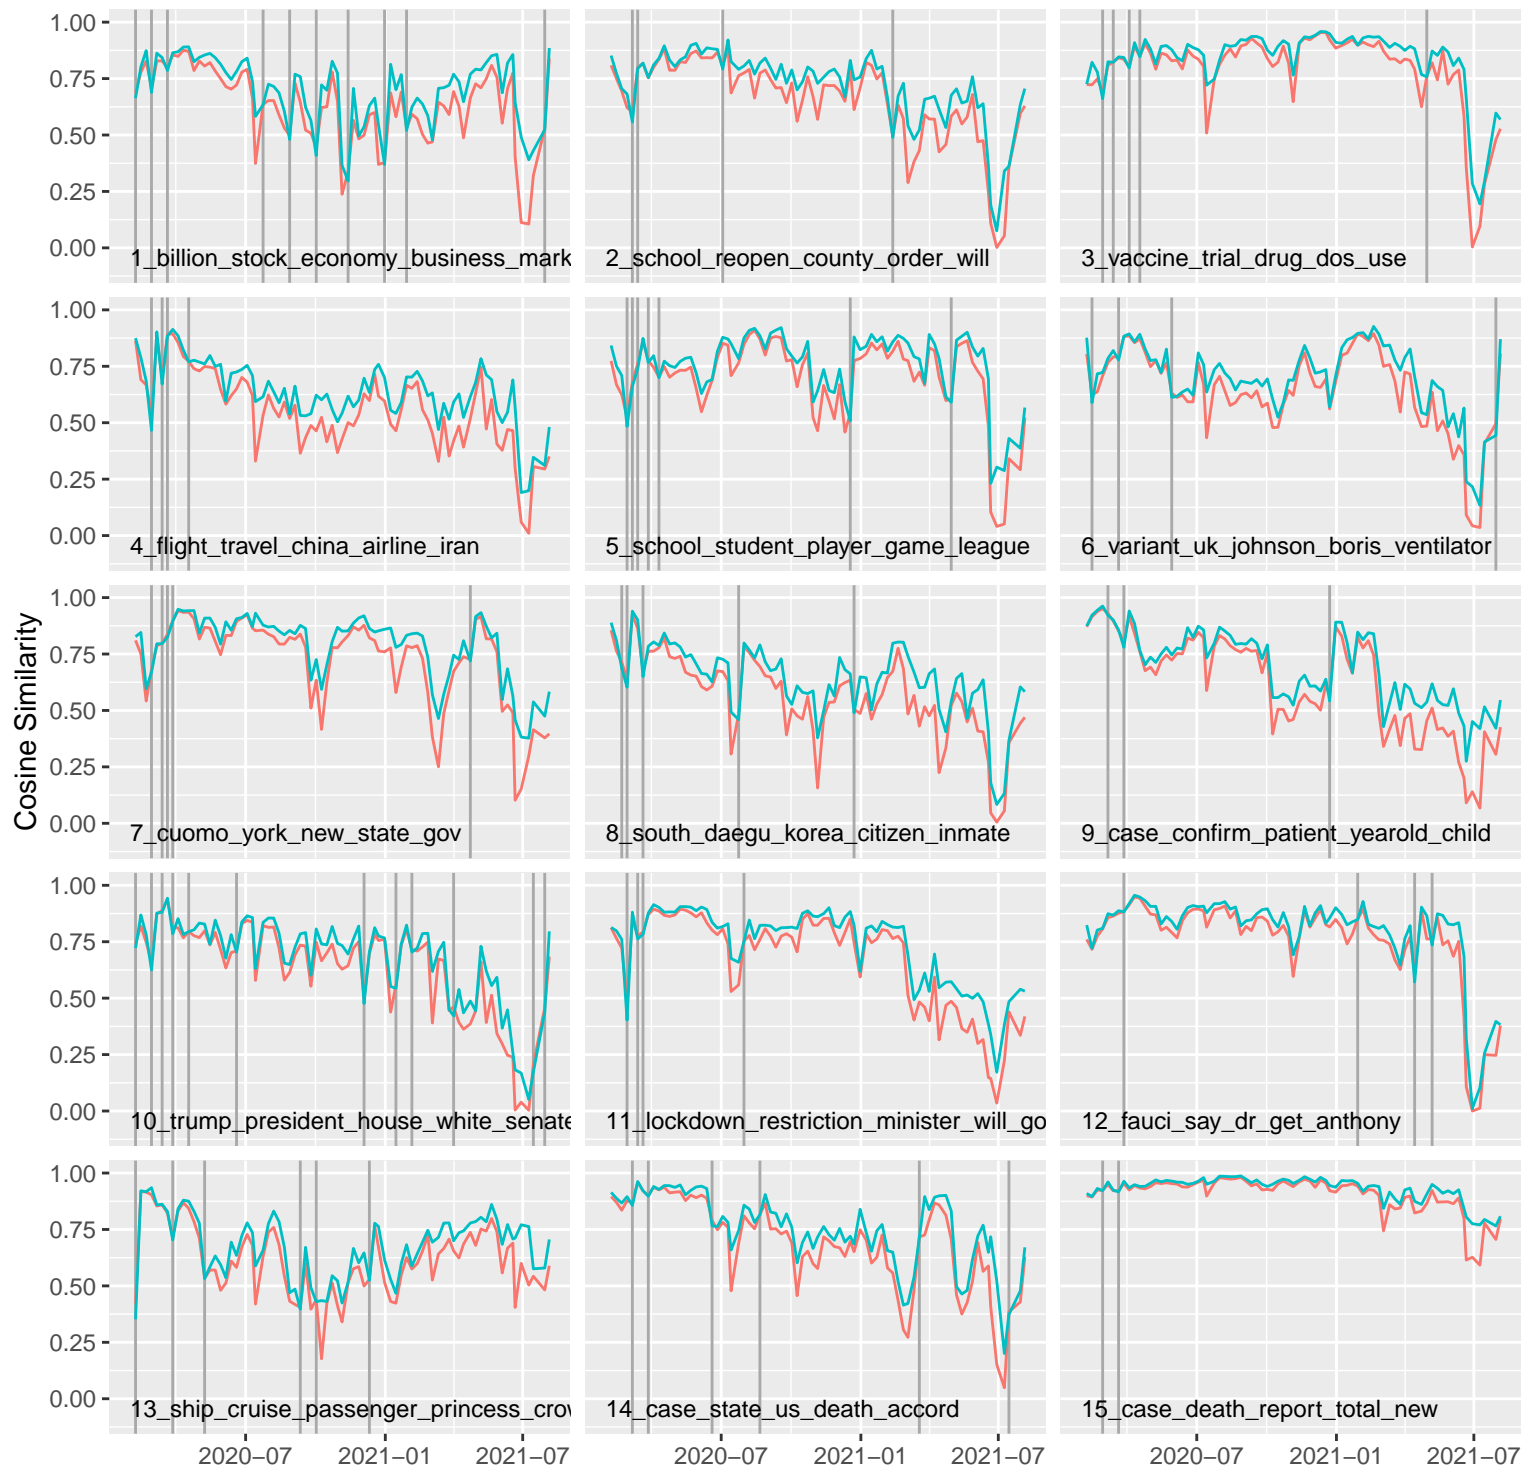 1.00
0.75
0.50
0.25
0.00
1_billion_stock_economy_business_mark
2_school_reopen_county_order_will
3_vaccine_trial_drug_dos_use
1.00
0.75
0.50
0.25
0.00
4_flight_travel_china_airline_iran
5_school_student_player_game_league
6_variant_uk_johnson_boris_ventilator
Cosine Similarity
1.00
0.75
0.50
0.25
0.00
7_cuomo_york_new_state_gov
8_south_daegu_korea_citizen_inmate
9_case_confirm_patient_yearold_child
1.00
0.75
0.50
0.25
0.00
10_trump_president_house_white_senate
11_lockdown_restriction_minister_will_go
12_fauci_say_dr_get_anthony
1.00
0.75
0.50
0.25
0.00
13_ship_cruise_passenger_princess_crow
14_case_state_us_death_accord
15_case_death_report_total_new
2020−07 2021−01 2021−07
2020−07 2021−01 2021−07
2020−07 2021−01 2021−07